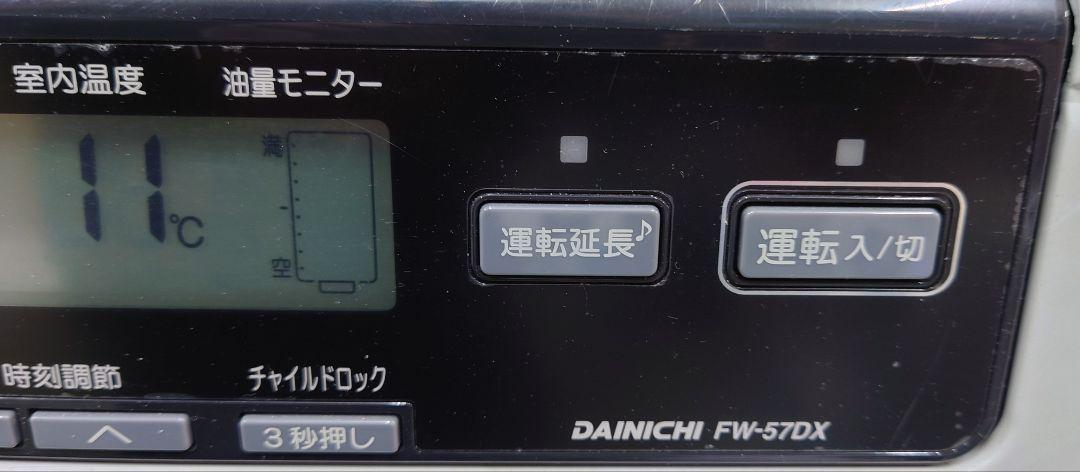 室内温度 油量モニター
11℃
満
空
運転延長♪
運転 入/切
時刻調節 チャイルドロック
へ 3秒押し
DAINICHI FW-57DX